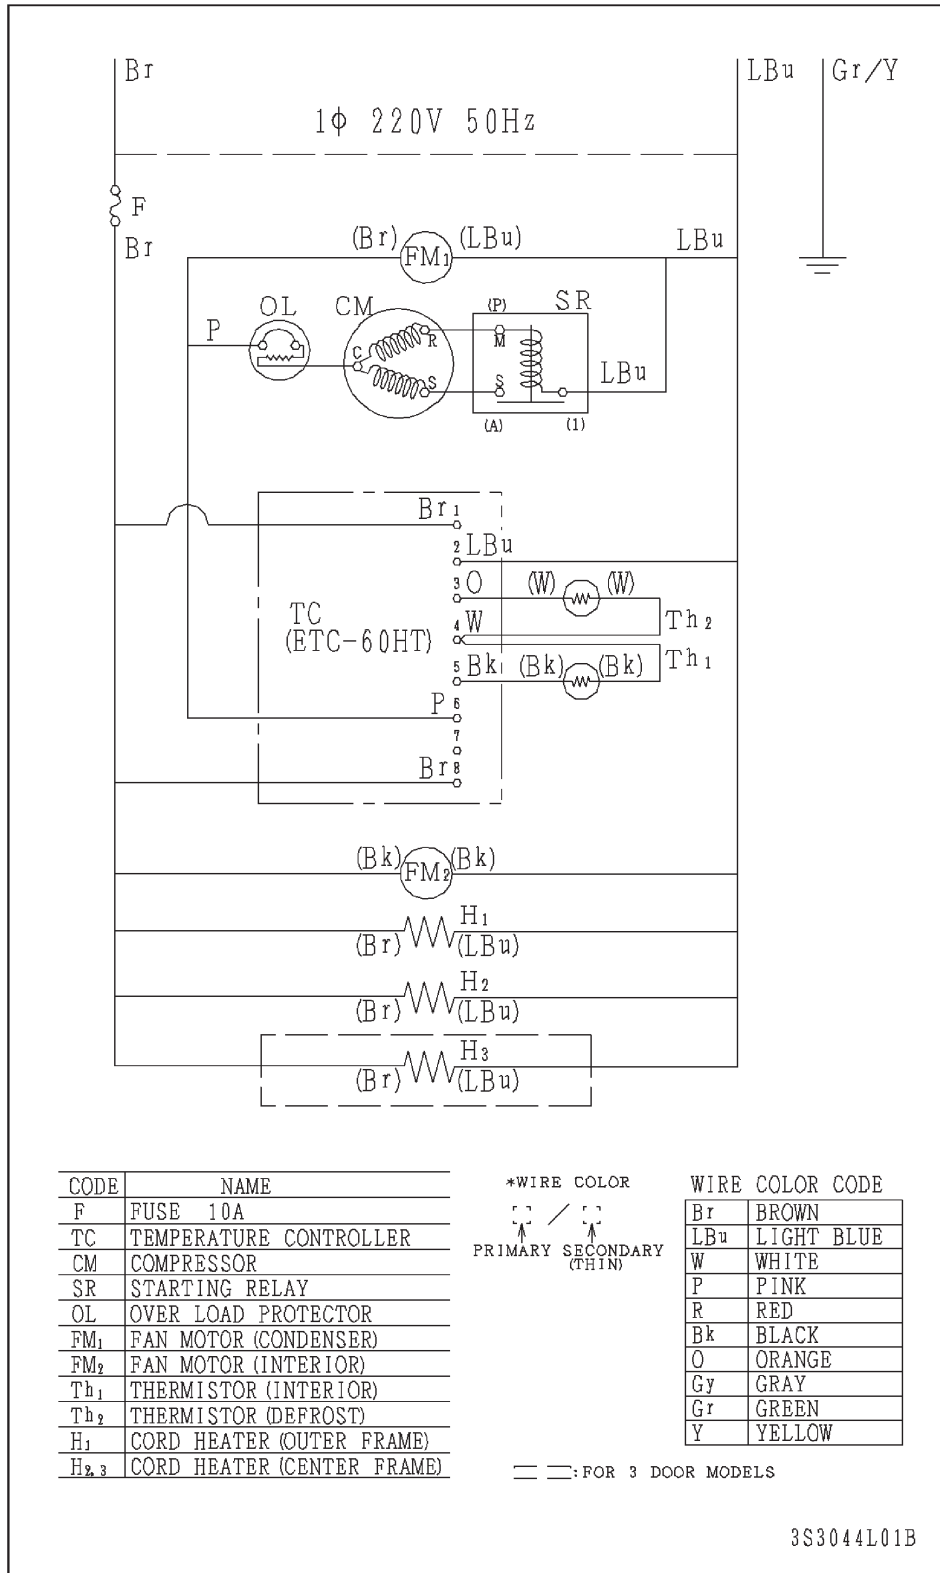 Br LBu Gr/Y
1ϕ 220V 50Hz
F
Br (Br) FM1 (LBu) LBu
OL CM (P) SR
P C R M
S S LBu
(A) (1)
Br 1
2 LBu
3 O (W) (W)
TC 4 W Th2
(ETC-60HT)
5 Bk (Bk) (Bk) Th1
P 6
7
Br 8
(Bk) FM2 (Bk)
H1
(Br) (LBu)
H2
(Br) (LBu)
H3
(Br) (LBu)
CODE NAME
F FUSE 10A
TC TEMPERATURE CONTROLLER
CM COMPRESSOR
SR STARTING RELAY
OL OVER LOAD PROTECTOR
FM1 FAN MOTOR (CONDENSER)
FM2 FAN MOTOR (INTERIOR)
Th1 THERMISTOR (INTERIOR)
Th2 THERMISTOR (DEFROST)
H1 CORD HEATER (OUTER FRAME)
H2,3 CORD HEATER (CENTER FRAME)
*WIRE COLOR
/
PRIMARY SECONDARY
(THIN)
WIRE COLOR CODE
Br BROWN
LBu LIGHT BLUE
W WHITE
P PINK
R RED
Bk BLACK
O ORANGE
Gy GRAY
Gr GREEN
Y YELLOW
:FOR 3 DOOR MODELS
3S3044L01B